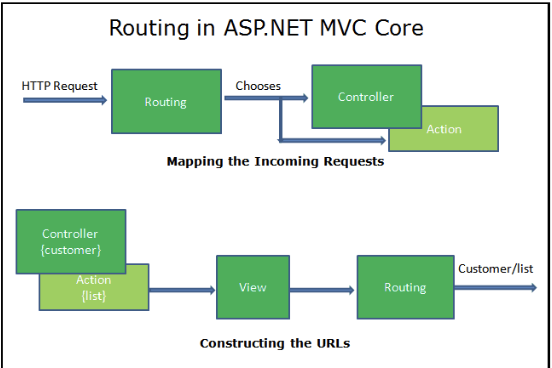 Routing in ASP.NET MVC Core
HTTP Request
Routing
Chooses
Controller
Action
Mapping the Incoming Requests
Controller
{customer}
Action
{list}
View
Routing
Customer/list
Constructing the URLs